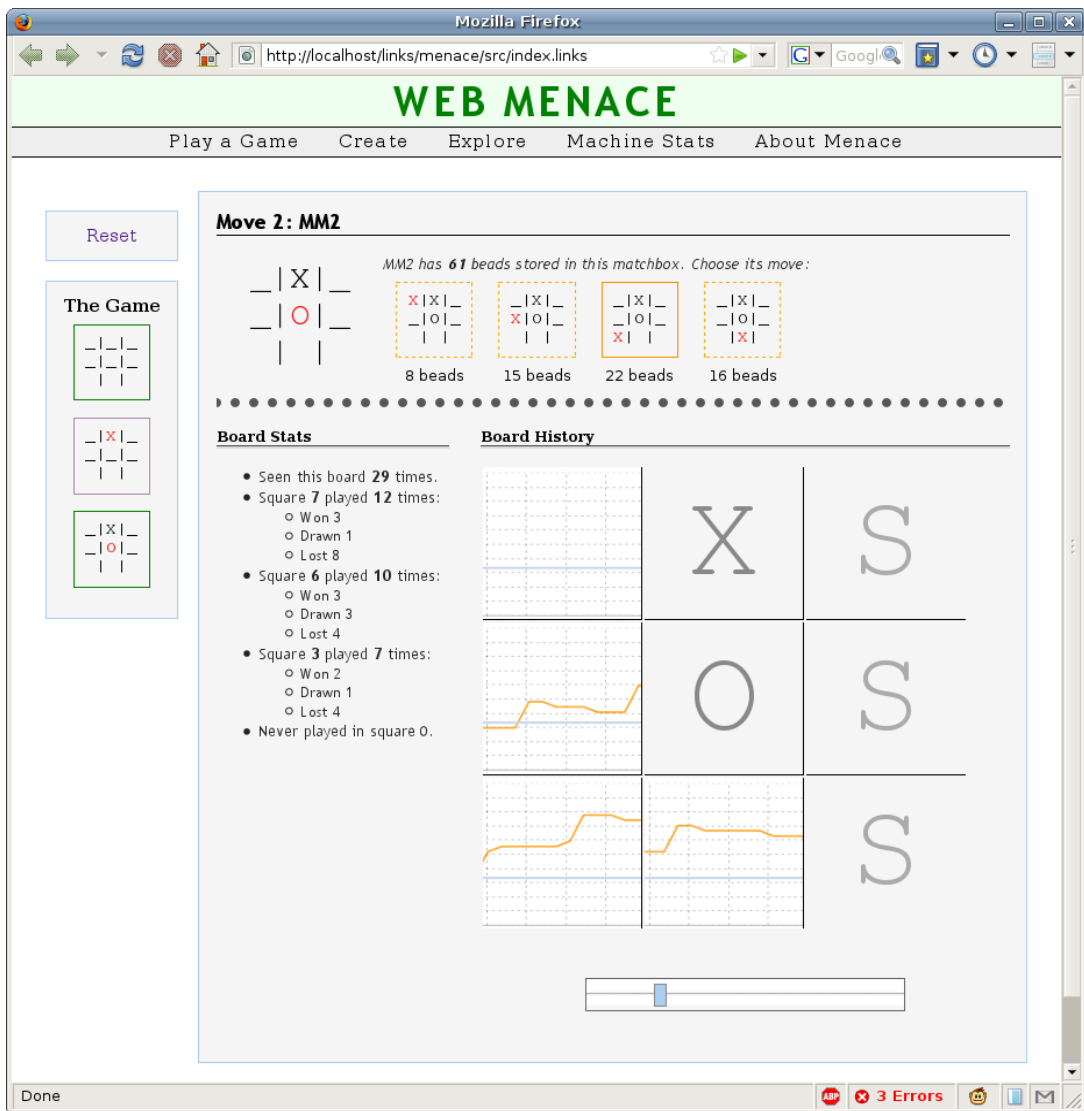 Mozilla Firefox
http://localhost/links/menace/src/index.links
G Googl
WEB MENACE
Play a Game Create Explore Machine Stats About Menace
Reset
The Game
_|_|_
_|_|_
| |
_|X|_
_|_|_
| |
_|X|_
_|O|_
| |
Move 2: MM2
_|X|_
_|O|_
| |
MM2 has 61 beads stored in this matchbox. Choose its move:
X|X|_ _|X|_ _|X|_ _|X|_
_|O|_ X|O|_ _|O|_ _|O|_
| | | | X| | |X|
8 beads 15 beads 22 beads 16 beads
Board Stats
Seen this board 29 times.
Square 7 played 12 times:
Won 3
Drawn 1
Lost 8
Square 6 played 10 times:
Won 3
Drawn 3
Lost 4
Square 3 played 7 times:
Won 2
Drawn 1
Lost 4
Never played in square 0.
Board History
X S
O S
S
Done ABP 3 Errors